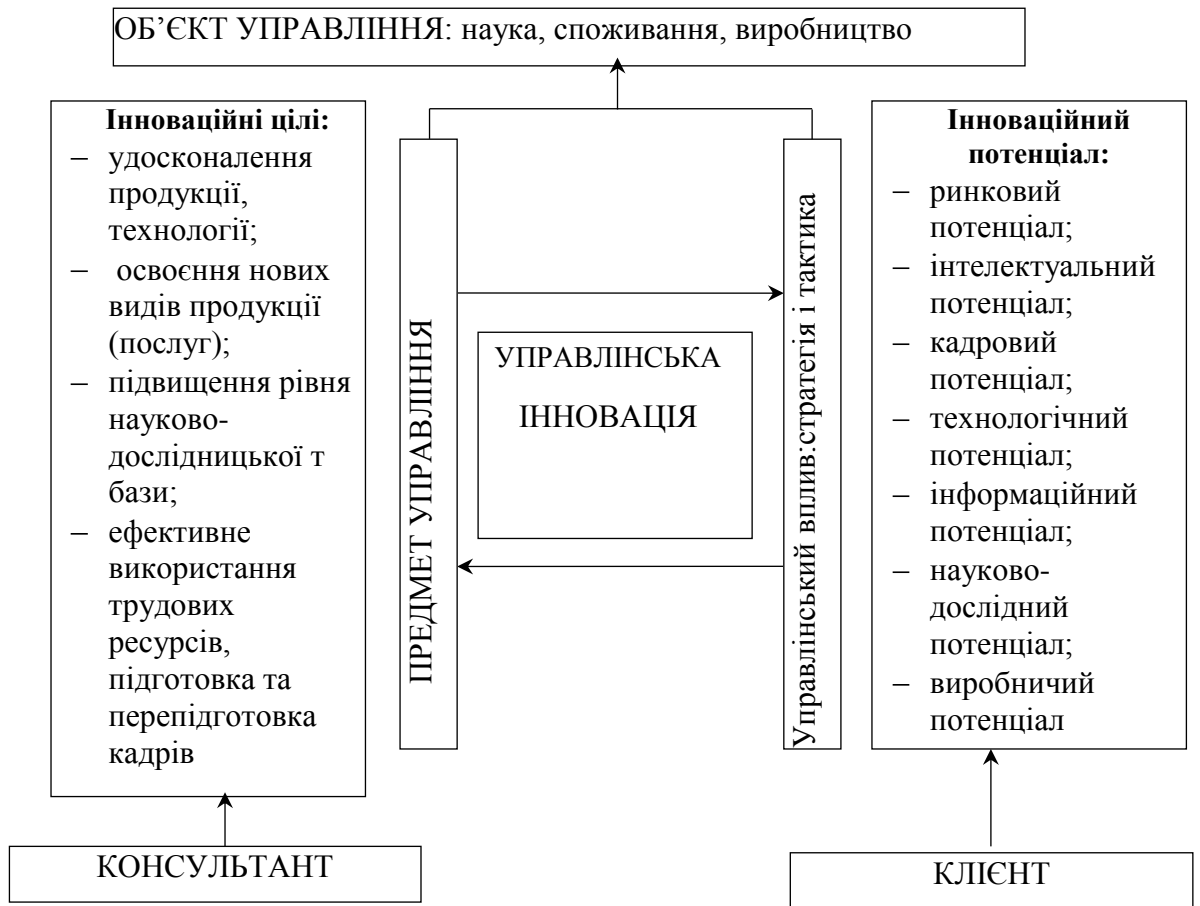 ОБ’ЄКТ УПРАВЛІННЯ: наука, споживання, виробництво
Інноваційні цілі:
– удосконалення
продукції,
технології;
– освоєння нових
видів продукції
(послуг);
– підвищення рівня
науково-
дослідницької т
бази;
– ефективне
використання
трудових
ресурсів,
підготовка та
перепідготовка
кадрів
ПРЕДМЕТ УПРАВЛІННЯ
УПРАВЛІНСЬКА
ІННОВАЦІЯ
Управлінський вплив:стратегія і тактика
Інноваційний
потенціал:
– ринковий
потенціал;
– інтелектуальний
потенціал;
– кадровий
потенціал;
– технологічний
потенціал;
– інформаційний
потенціал;
– науково-
дослідний
потенціал;
– виробничий
потенціал
КОНСУЛЬТАНТ
КЛІЄНТ